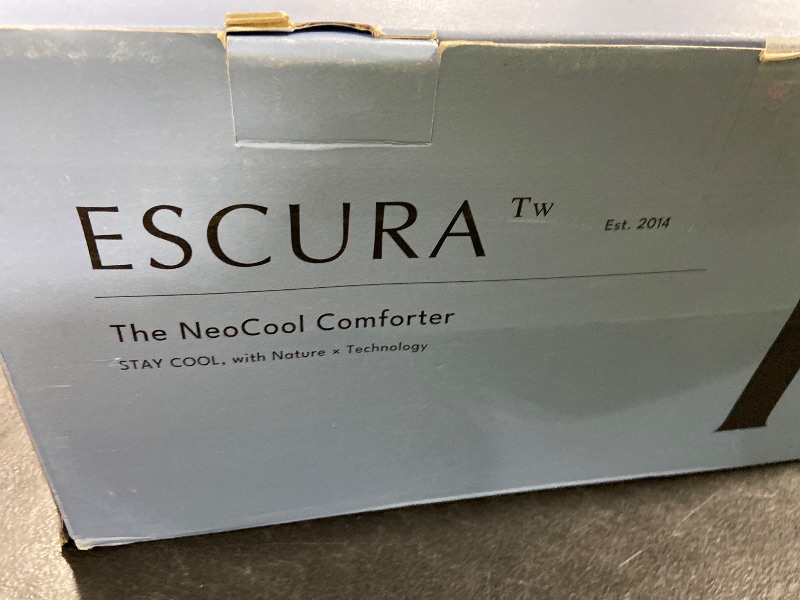 ESCURA Tw Est. 2014
The NeoCool Comforter
STAY COOL. with Nature × Technology